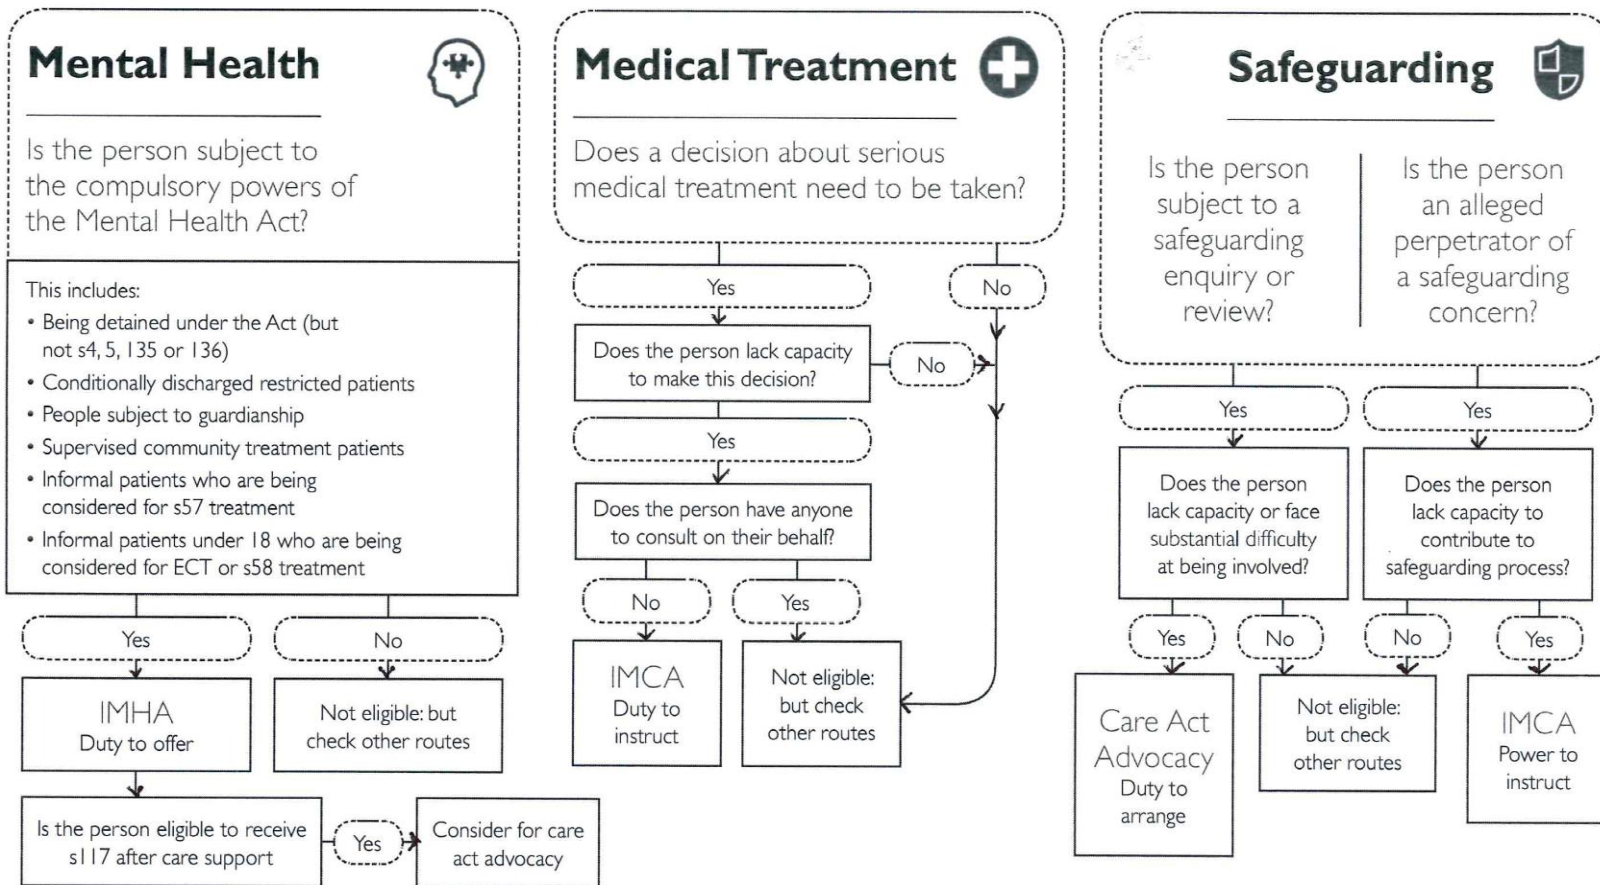 Mental Health
Is the person subject to
the compulsory powers of
the Mental Health Act?
This includes:
• Being detained under the Act (but
not s4, 5, 135 or 136)
• Conditionally discharged restricted patients
• People subject to guardianship
• Supervised community treatment patients
• Informal patients who are being
considered for s57 treatment
• Informal patients under 18 who are being
considered for ECT or s58 treatment
Yes
No
IMHA
Duty to offer
Not eligible: but
check other routes
Is the person eligible to receive
s117 after care support
Yes
Consider for care
act advocacy
Medical Treatment
Does a decision about serious
medical treatment need to be taken?
Yes
No
Does the person lack capacity
to make this decision?
No
Yes
Does the person have anyone
to consult on their behalf?
No
Yes
IMCA
Duty to
instruct
Not eligible:
but check
other routes
Safeguarding
Is the person
subject to a
safeguarding
enquiry or
review?
Is the person
an alleged
perpetrator of
a safeguarding
concern?
Yes
Yes
Does the person
lack capacity or face
substantial difficulty
at being involved?
Does the person
lack capacity to
contribute to
safeguarding process?
Yes
No
No
Yes
Care Act
Advocacy
Duty to
arrange
Not eligible:
but check
other routes
IMCA
Power to
instruct